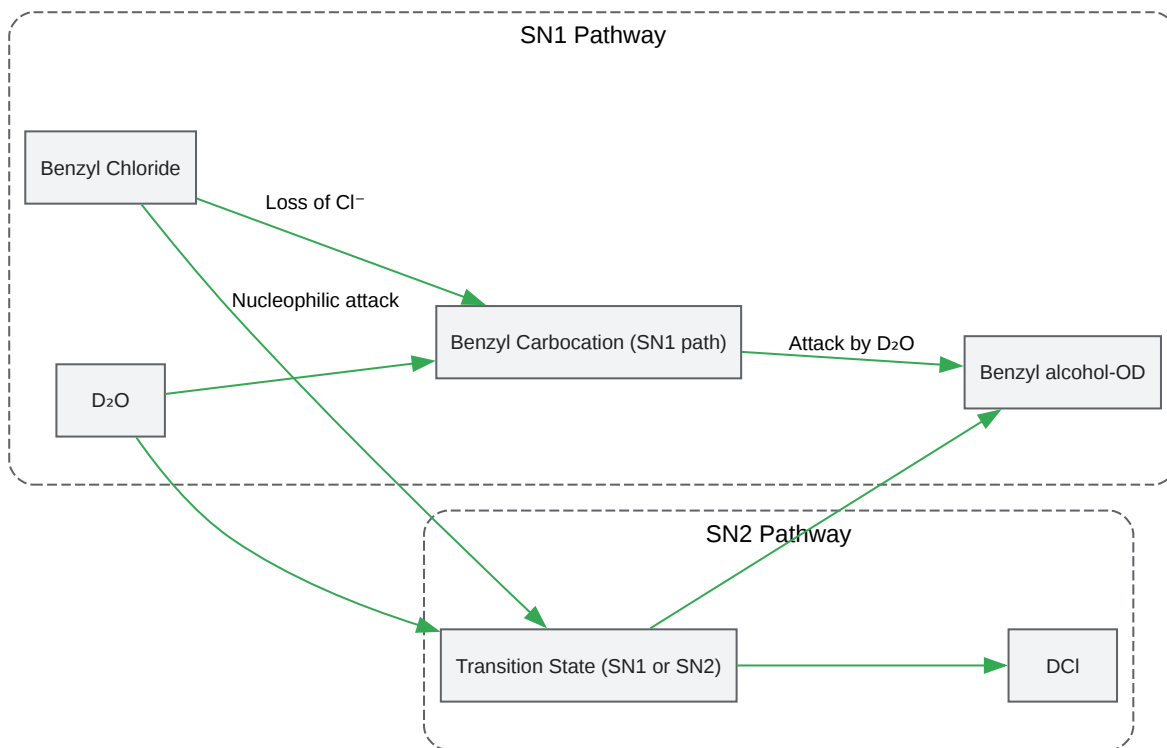 SN1 Pathway
Benzyl Chloride
Loss of Cl⁻
Nucleophilic attack
Benzyl Carbocation (SN1 path)
Attack by D₂O
Benzyl alcohol-OD
D₂O
SN2 Pathway
Transition State (SN1 or SN2)
DCl